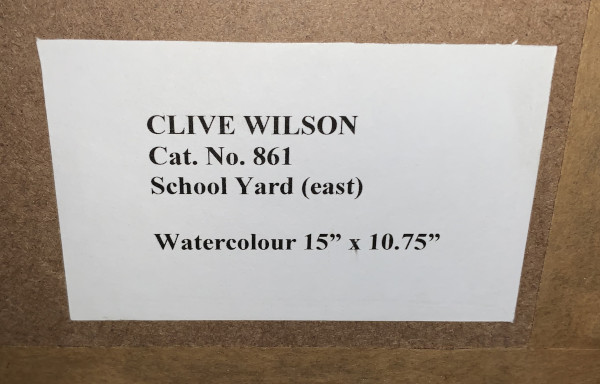 CLIVE WILSON
Cat. No. 861
School Yard (east)
Watercolour 15” x 10.75”